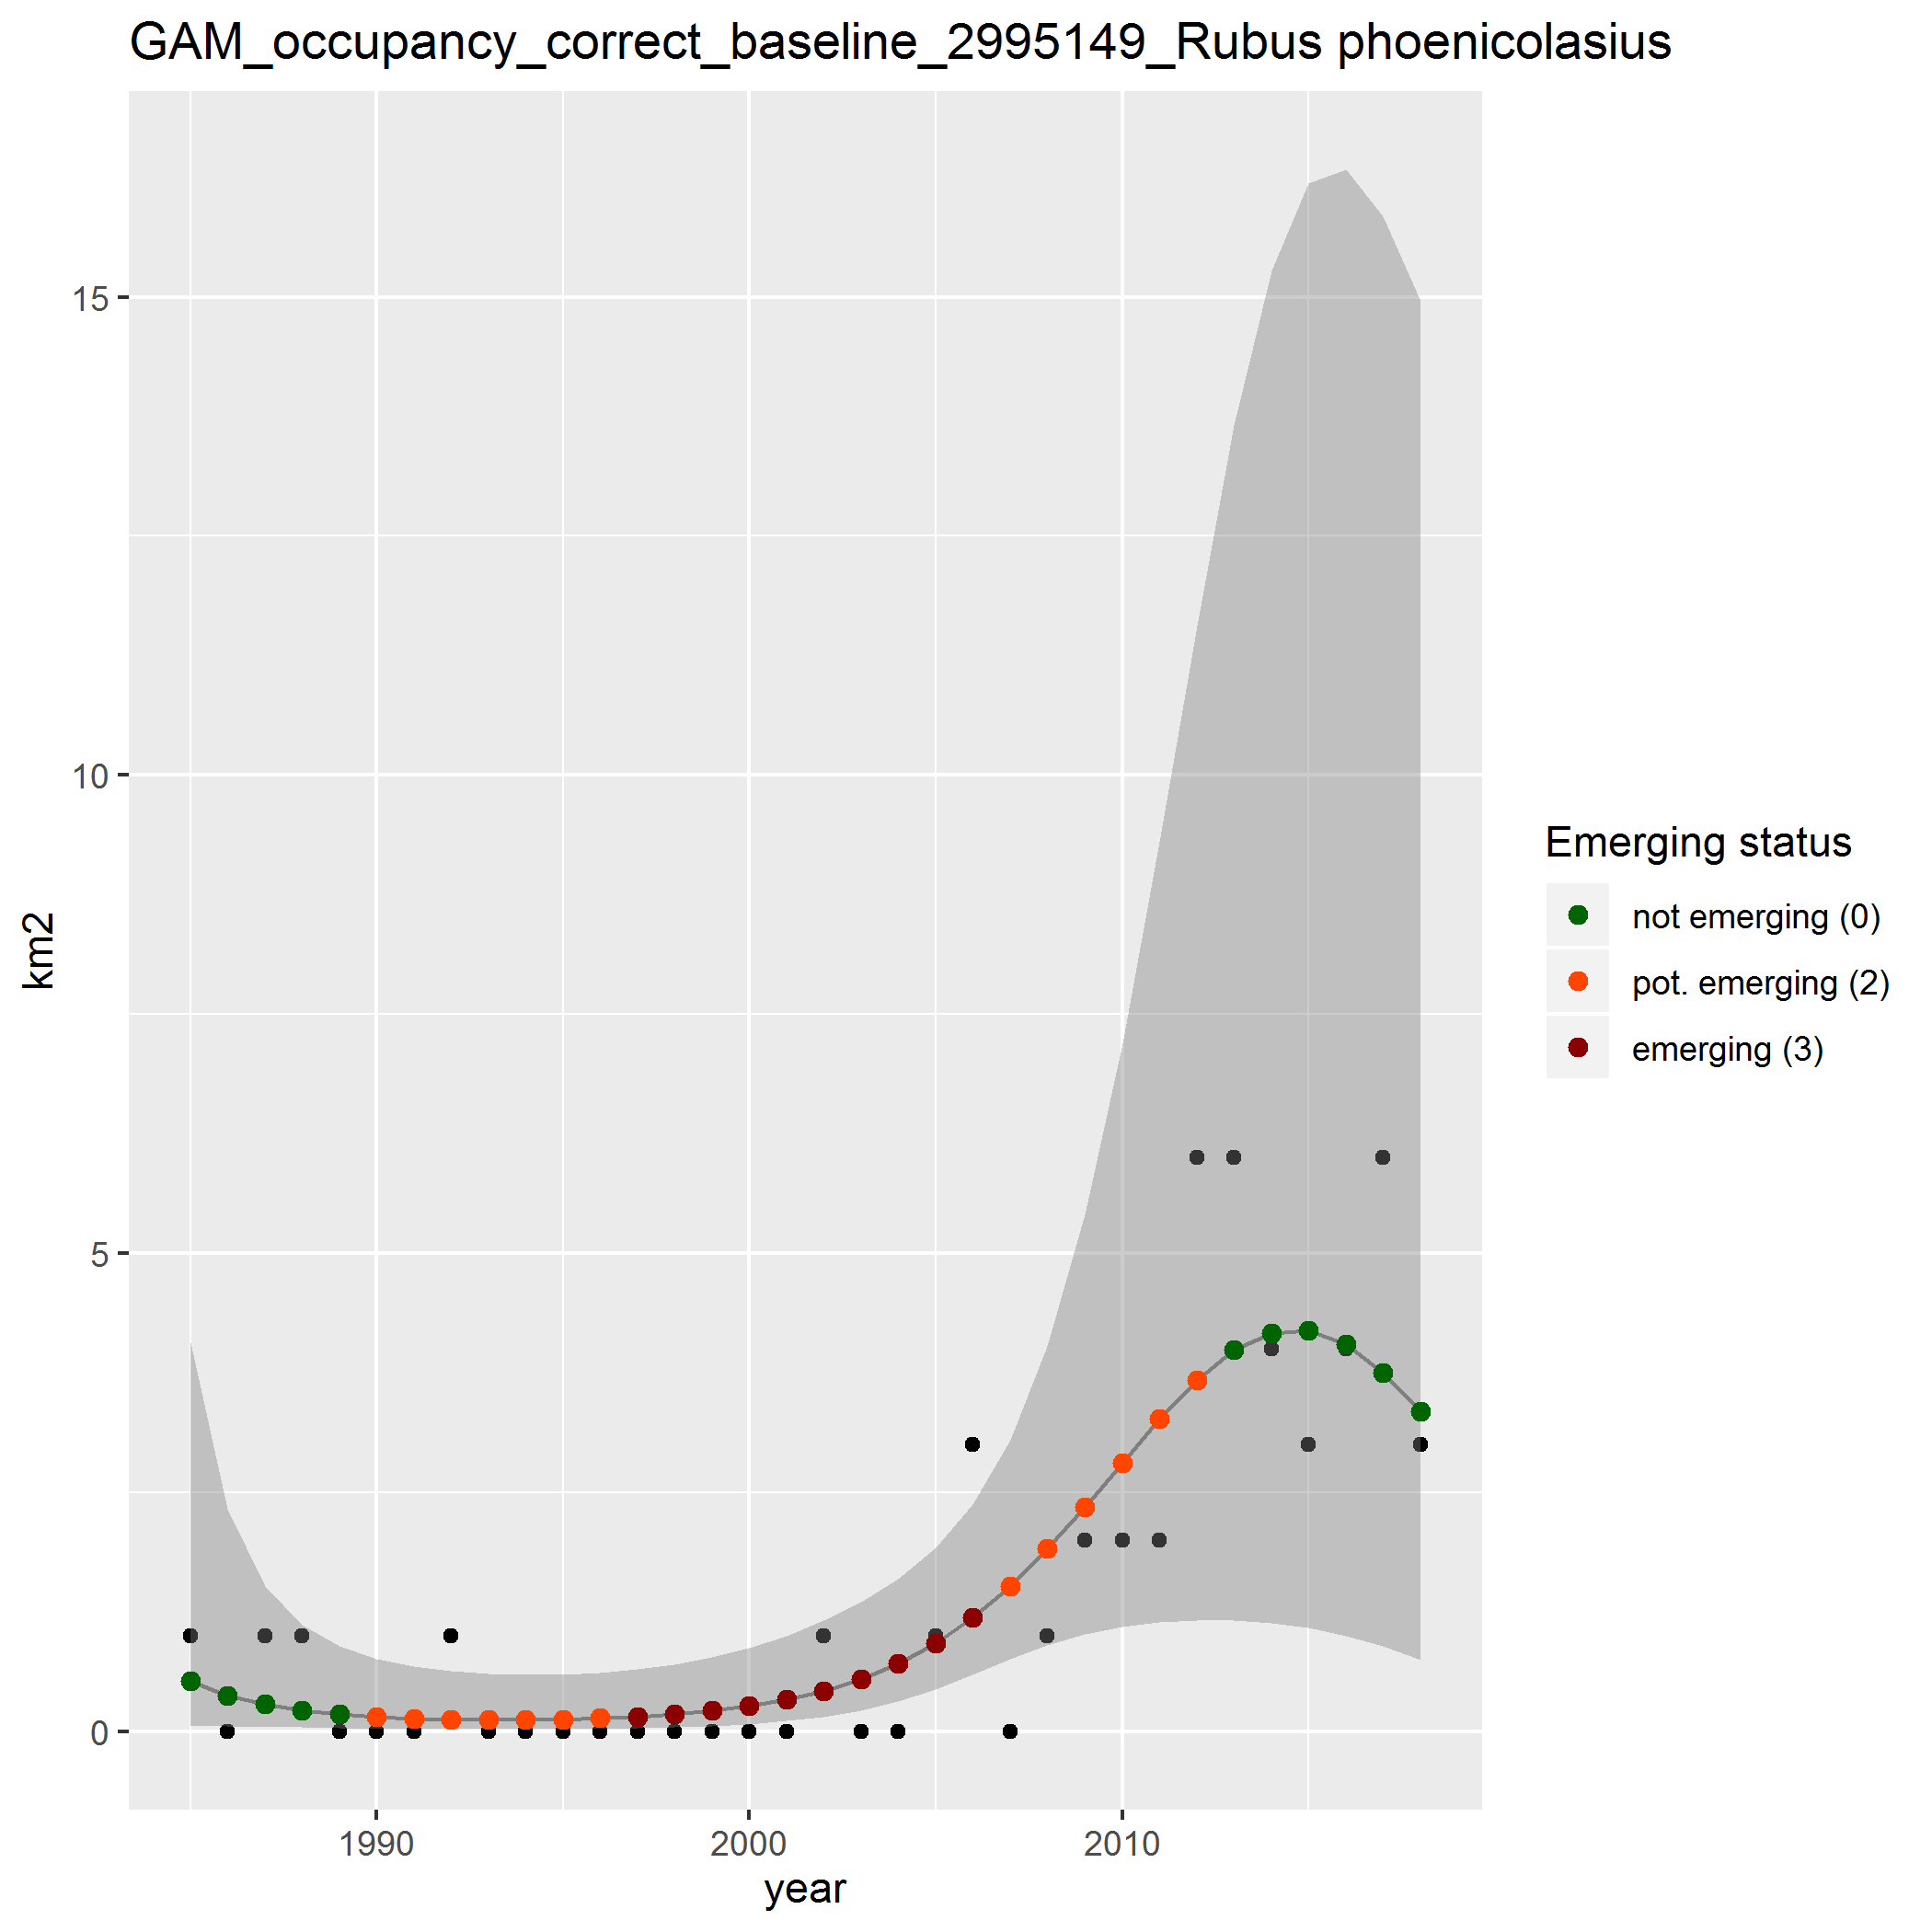 GAM_occupancy_correct_baseline_2995149_Rubus phoenicolasius
15
10
5
0
km2
1990 2000 2010
year
Emerging status
not emerging (0)
pot. emerging (2)
emerging (3)